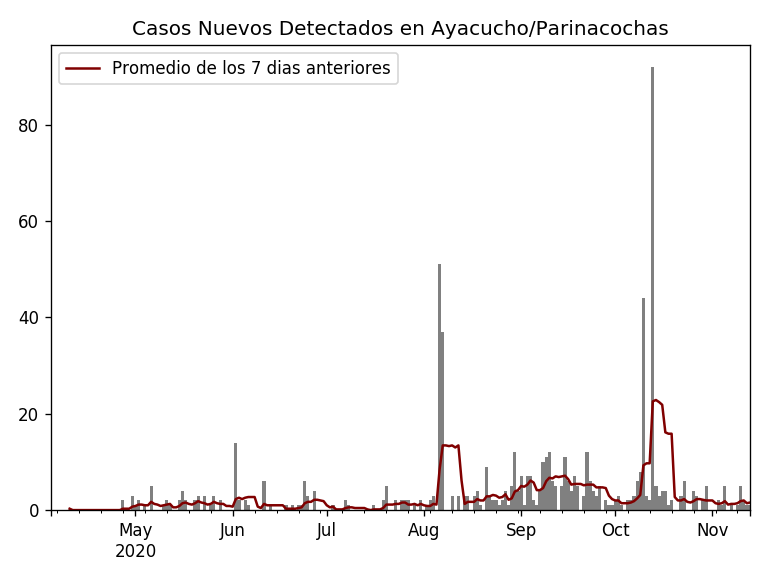 Casos Nuevos Detectados en Ayacucho/Parinacochas
Promedio de los 7 dias anteriores
80
60
40
20
0
May Jun Jul Aug Sep Oct Nov
2020